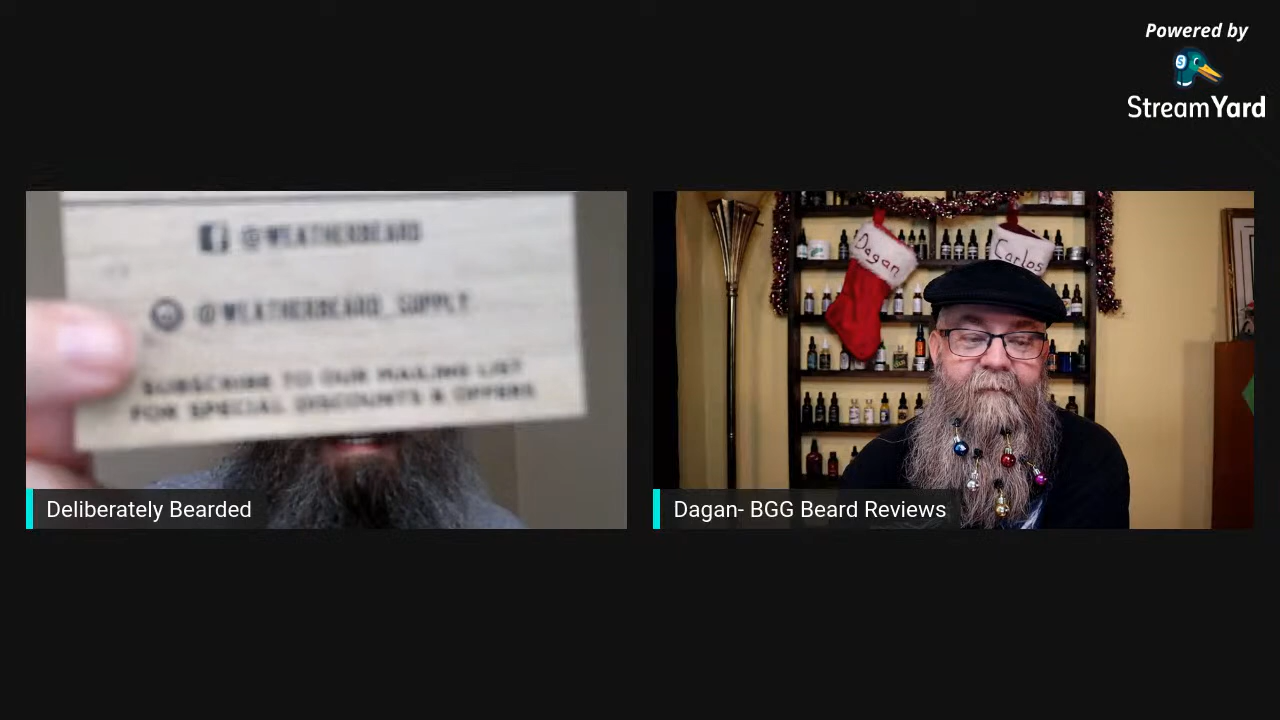 Powered by
StreamYard
@WEATHERBEARD
@WEATHERBEARD_SUPPLY
SUBSCRIBE TO OUR MAILING LIST
FOR SPECIAL DISCOUNTS & OFFERS
Dagan
Carlos
Deliberately Bearded
Dagan- BGG Beard Reviews